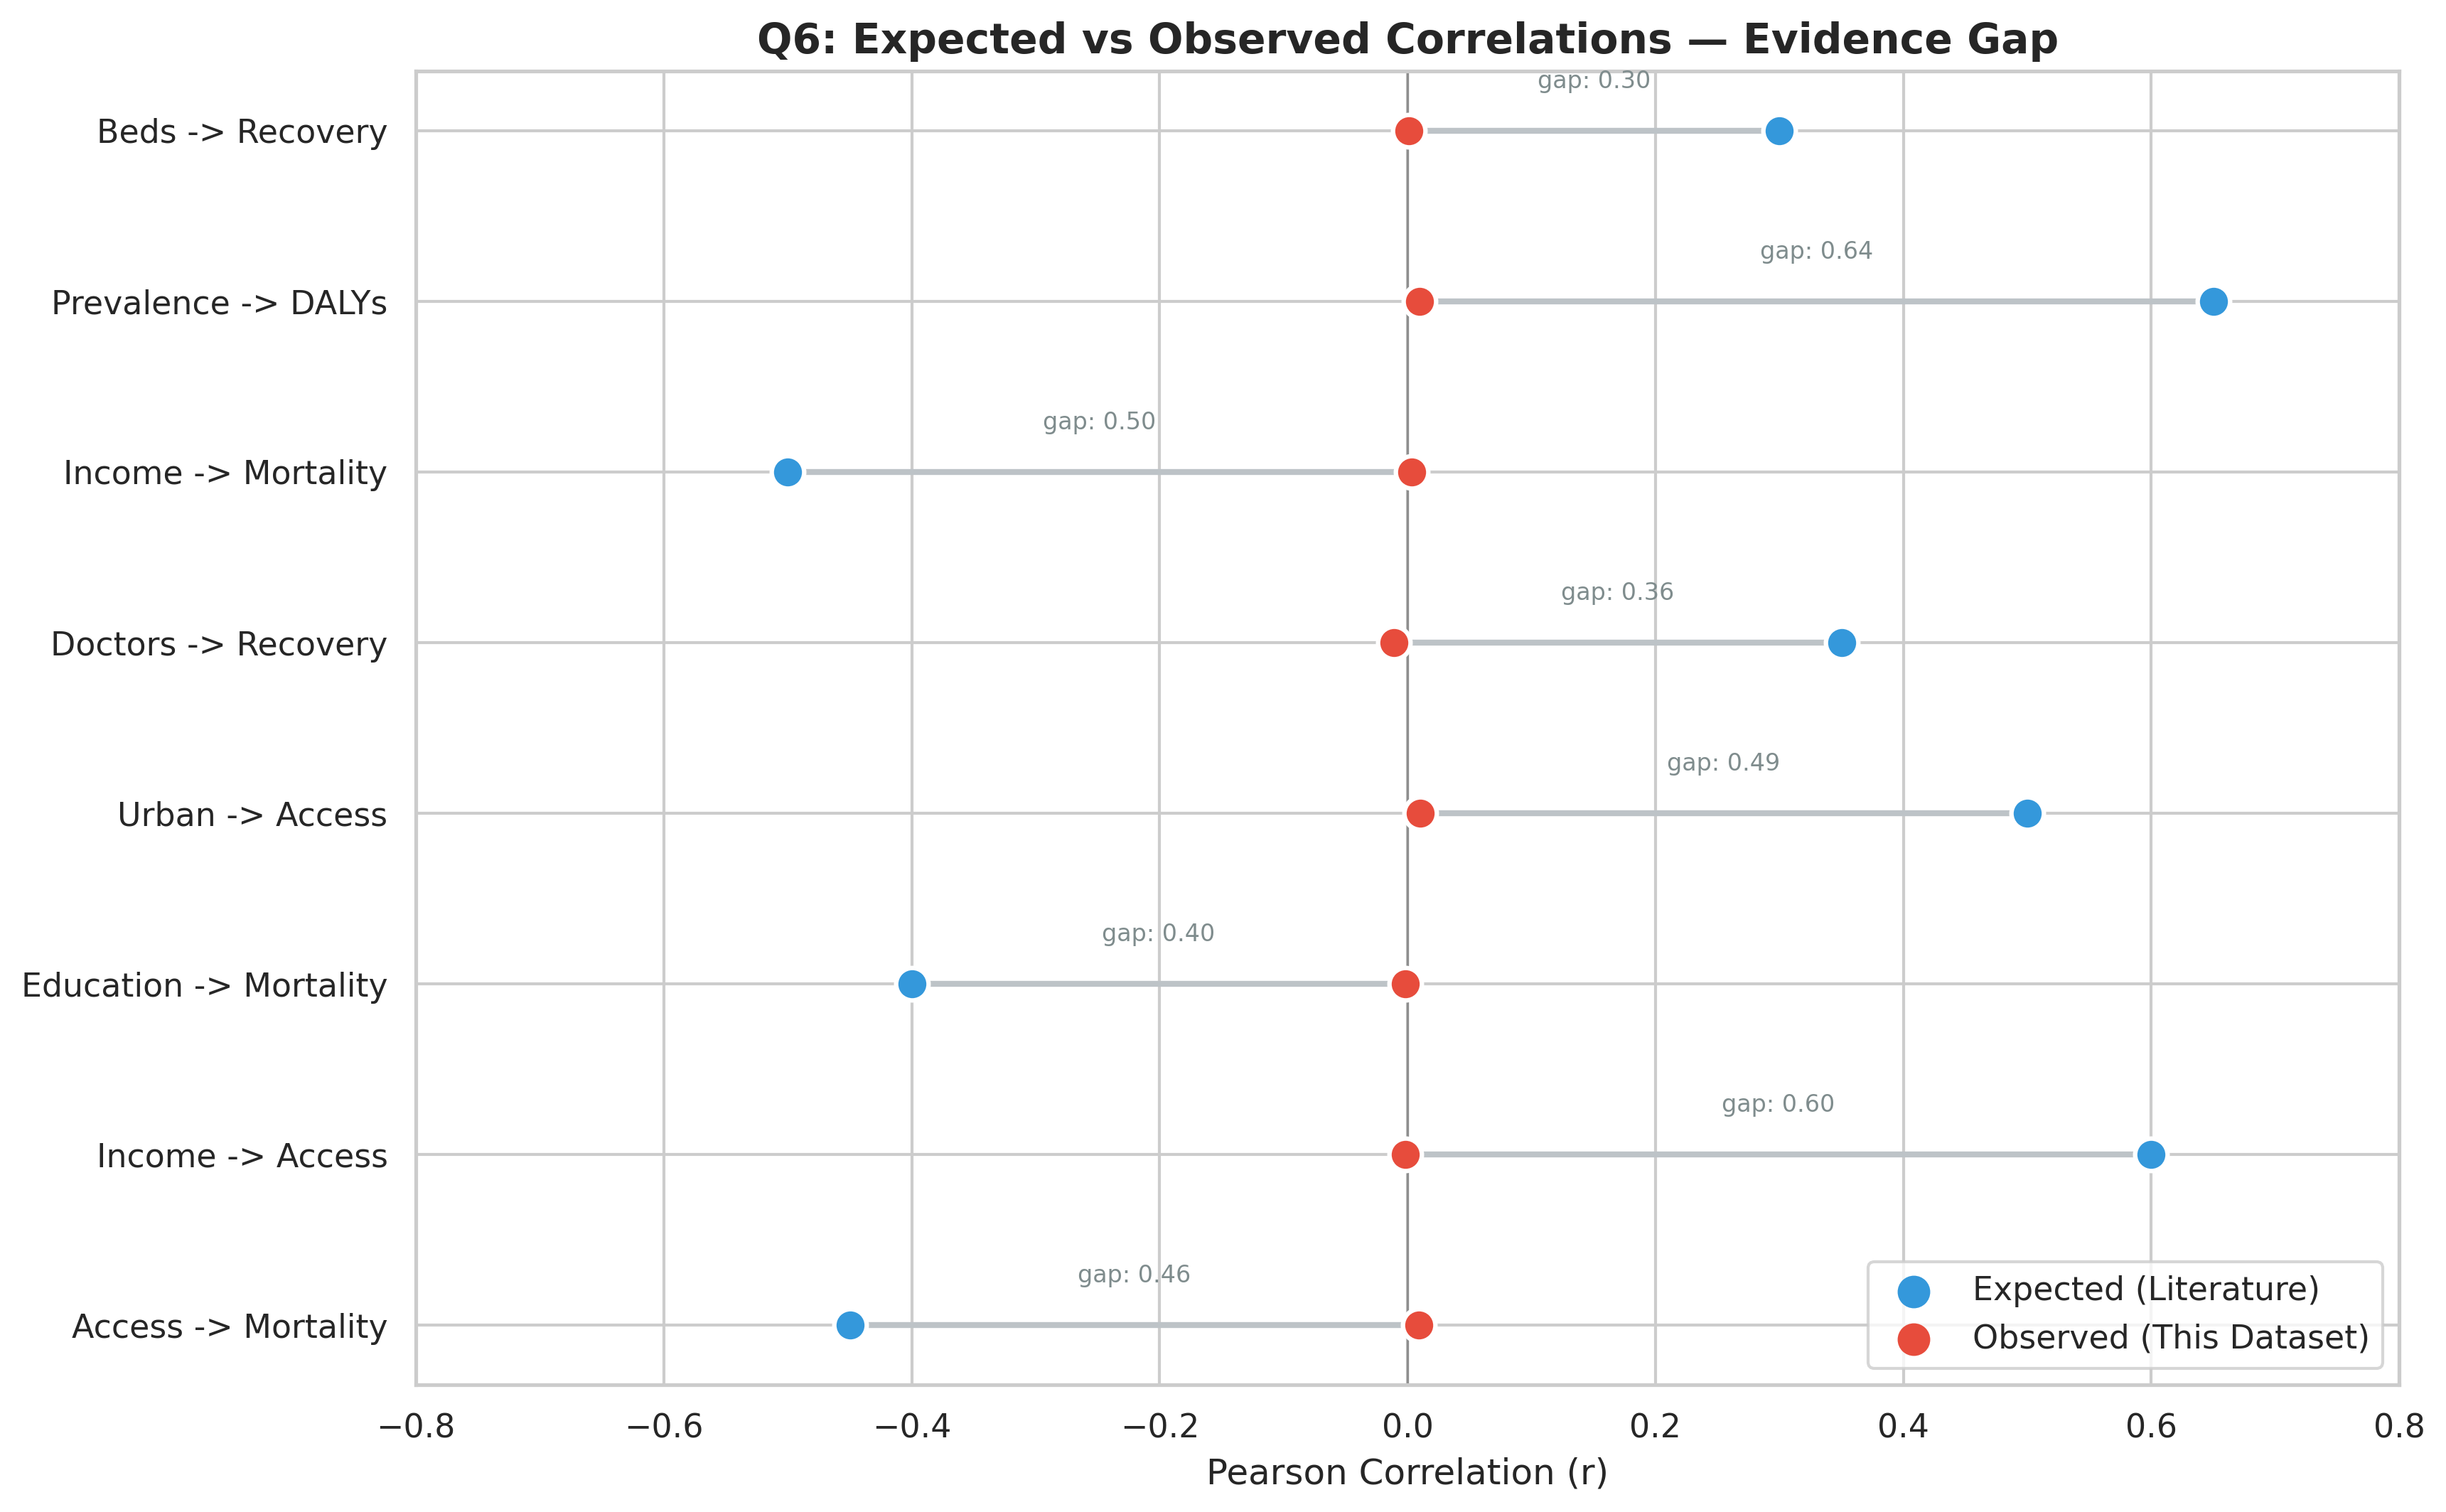 Q6: Expected vs Observed Correlations — Evidence Gap
gap: 0.30
Beds -> Recovery
gap: 0.64
Prevalence -> DALYs
gap: 0.50
Income -> Mortality
gap: 0.36
Doctors -> Recovery
gap: 0.49
Urban -> Access
gap: 0.40
Education -> Mortality
gap: 0.60
Income -> Access
gap: 0.46
Access -> Mortality
Expected (Literature)
Observed (This Dataset)
−0.8 −0.6 −0.4 −0.2 0.0 0.2 0.4 0.6 0.8
Pearson Correlation (r)